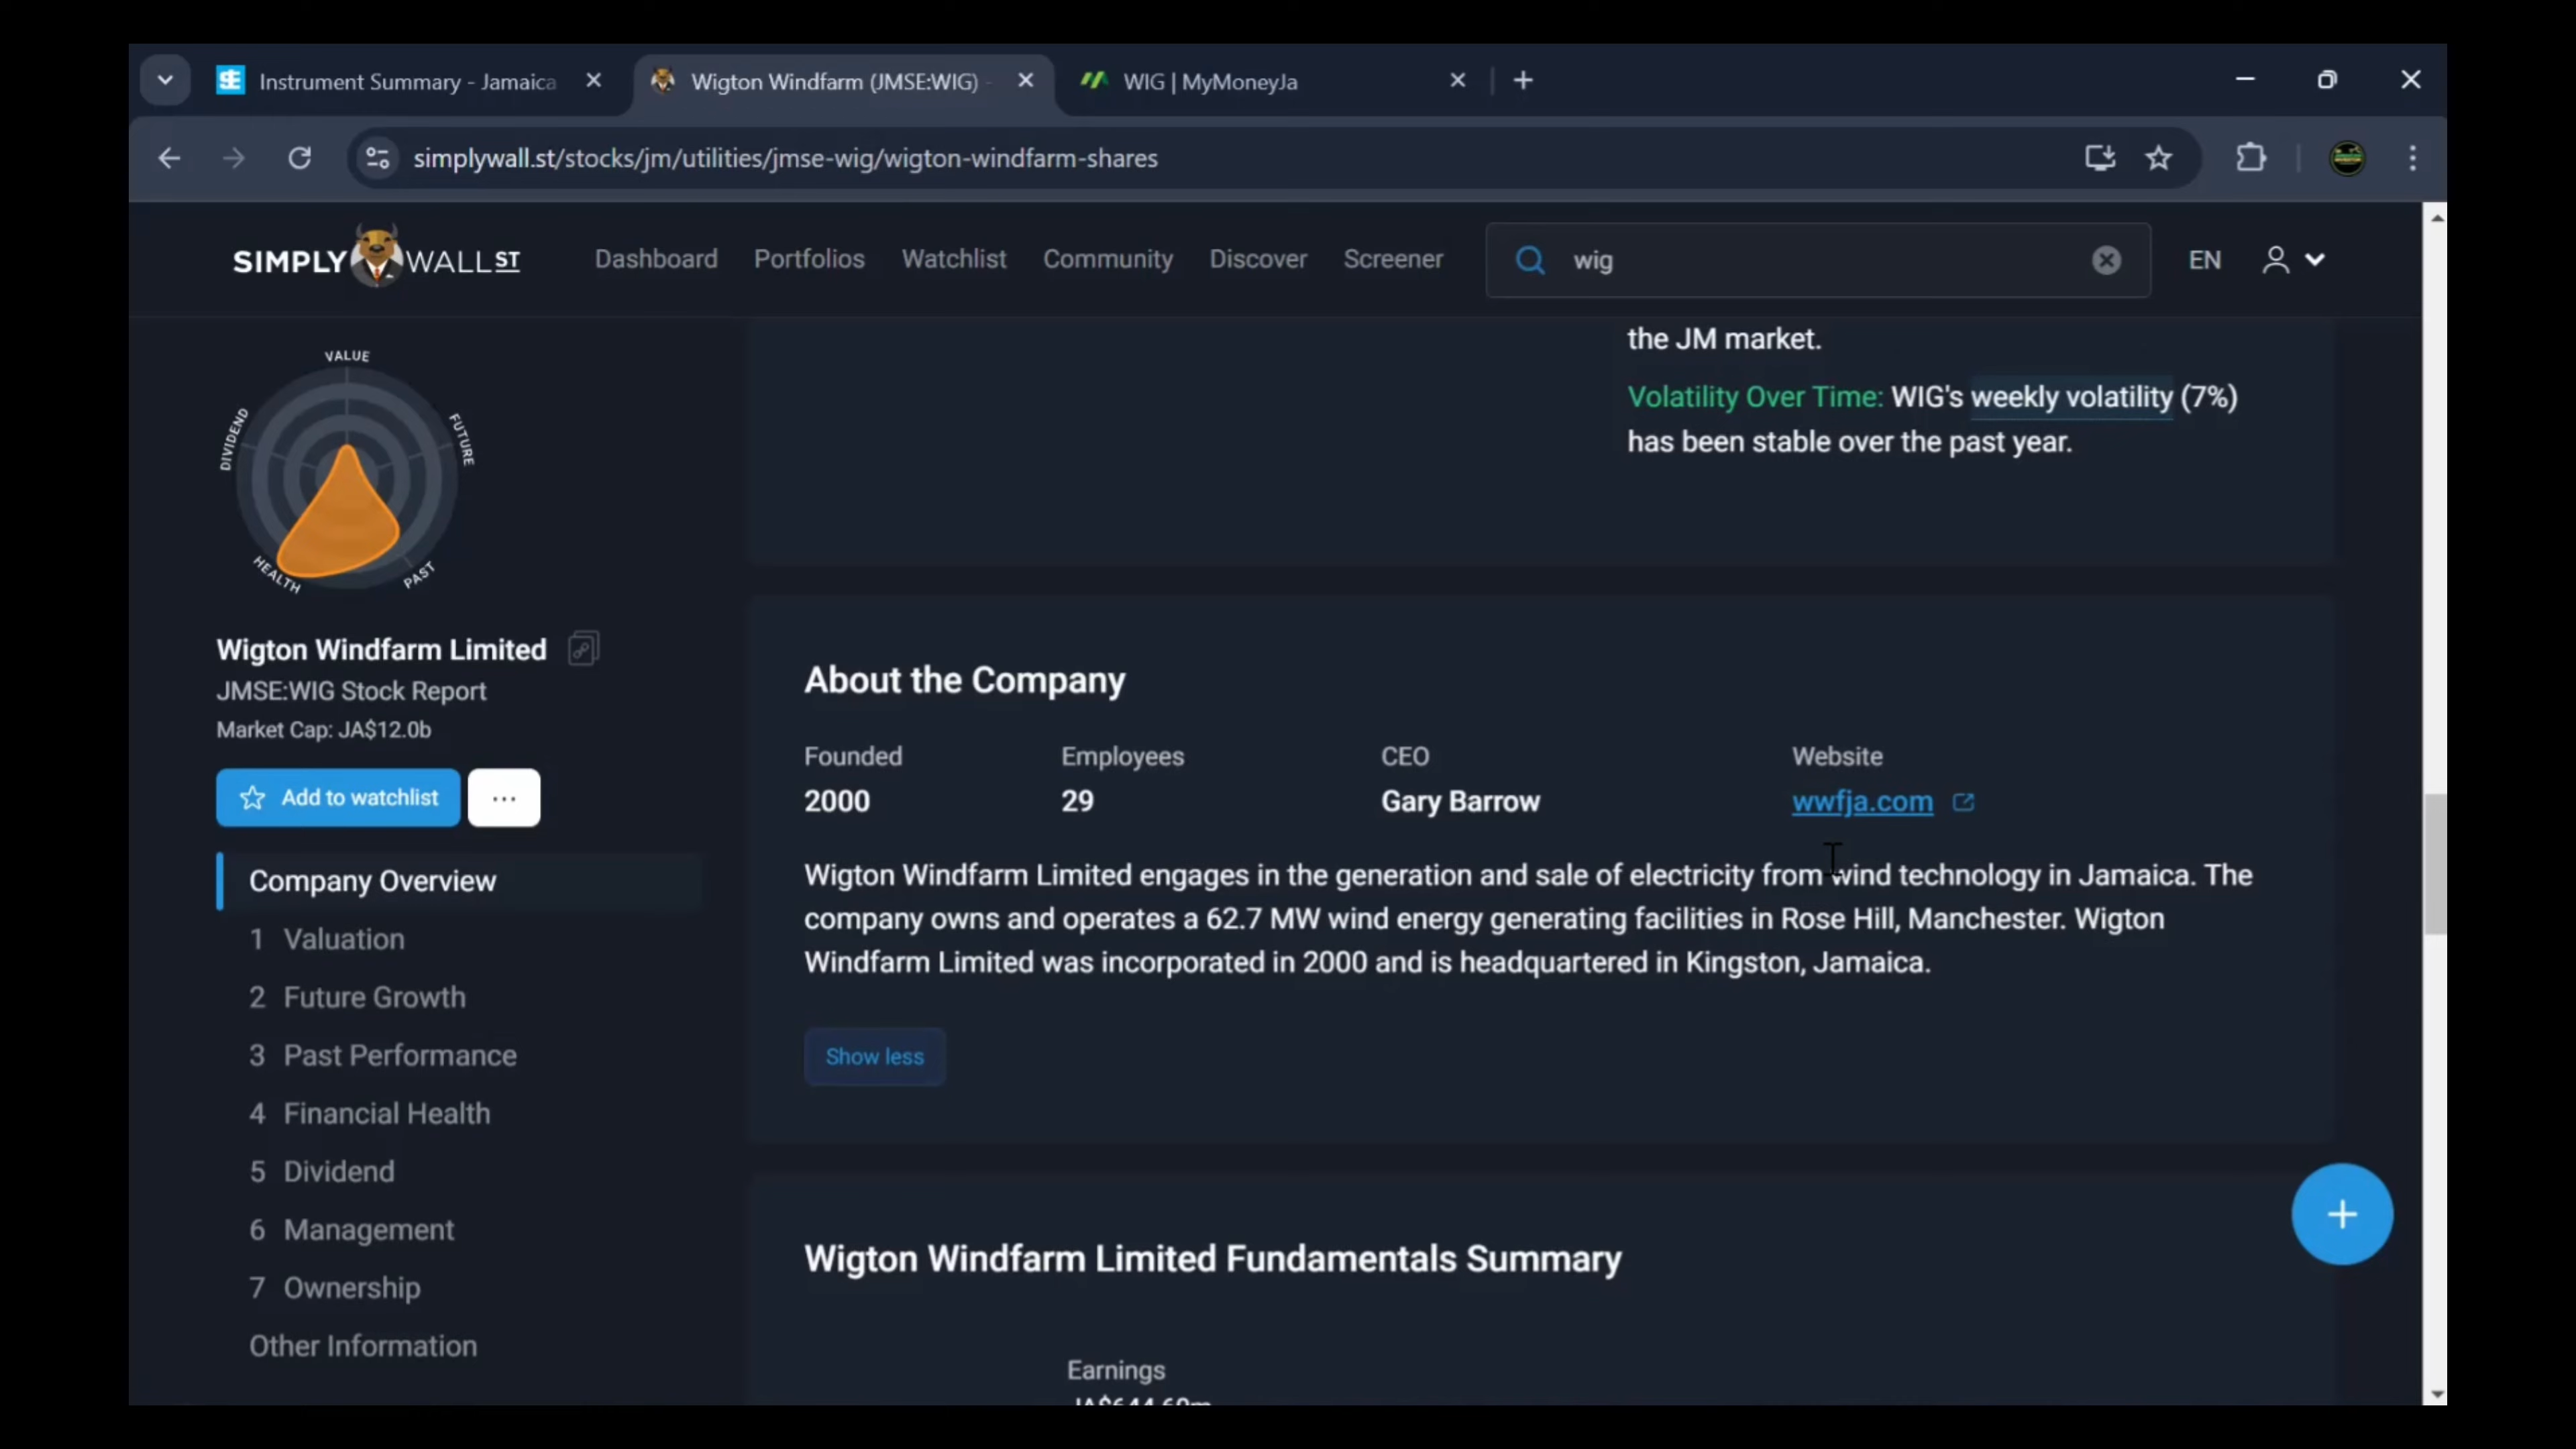 Instrument Summary - Jamaica
Wigton Windfarm (JMSE:WIG) -
WIG | MyMoneyJa
simplywall.st/stocks/jm/utilities/jmse-wig/wigton-windfarm-shares
SIMPLY WALL ST
Dashboard
Portfolios
Watchlist
Community
Discover
Screener
wig
EN
VALUE
FUTURE
PAST
HEALTH
DIVIDEND
Wigton Windfarm Limited
JMSE:WIG Stock Report
Market Cap: JA$12.0b
Add to watchlist
...
Company Overview
1 Valuation
2 Future Growth
3 Past Performance
4 Financial Health
5 Dividend
6 Management
7 Ownership
Other Information
the JM market.
Volatility Over Time: WIG's weekly volatility (7%)
has been stable over the past year.
About the Company
Founded
2000
Employees
29
CEO
Gary Barrow
Website
wwfja.com
Wigton Windfarm Limited engages in the generation and sale of electricity from wind technology in Jamaica. The
company owns and operates a 62.7 MW wind energy generating facilities in Rose Hill, Manchester. Wigton
Windfarm Limited was incorporated in 2000 and is headquartered in Kingston, Jamaica.
Show less
Wigton Windfarm Limited Fundamentals Summary
Earnings